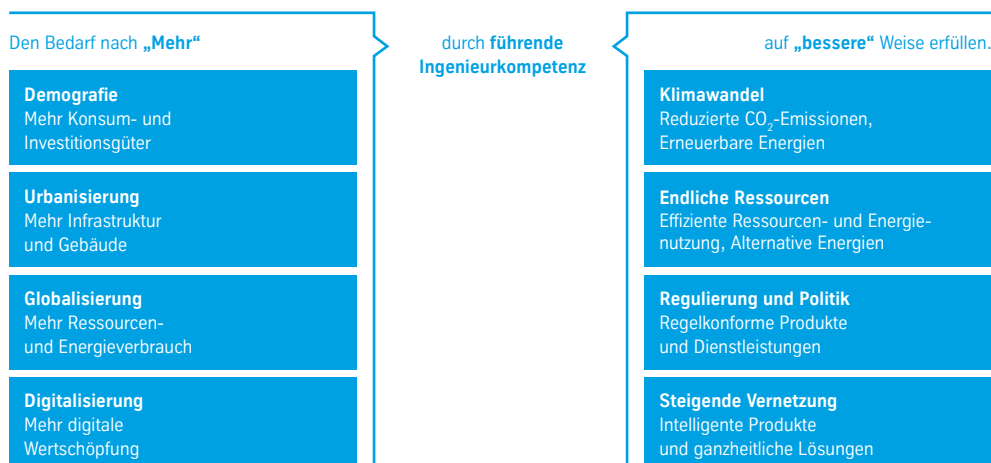 Den Bedarf nach „Mehr“
durch führende
Ingenieurkompetenz
auf „bessere“ Weise erfüllen.
Demografie
Mehr Konsum- und
Investitionsgüter
Urbanisierung
Mehr Infrastruktur
und Gebäude
Globalisierung
Mehr Ressourcen-
und Energieverbrauch
Digitalisierung
Mehr digitale
Wertschöpfung
Klimawandel
Reduzierte CO₂-Emissionen,
Erneuerbare Energien
Endliche Ressourcen
Effiziente Ressourcen- und Energie-
nutzung, Alternative Energien
Regulierung und Politik
Regelkonforme Produkte
und Dienstleistungen
Steigende Vernetzung
Intelligente Produkte
und ganzheitliche Lösungen